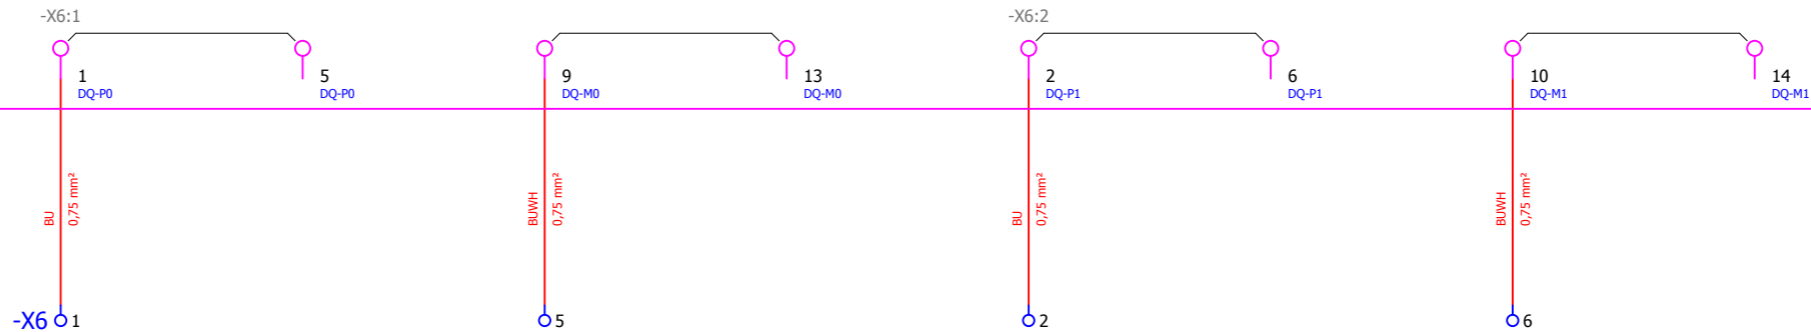 -X6:1
-X6:2
1
5
9
13
2
6
10
14
DQ-P0
DQ-P0
DQ-M0
DQ-M0
DQ-P1
DQ-P1
DQ-M1
DQ-M1
BU
0,75 mm²
BUWH
0,75 mm²
BU
0,75 mm²
BUWH
0,75 mm²
-X6
1
5
2
6